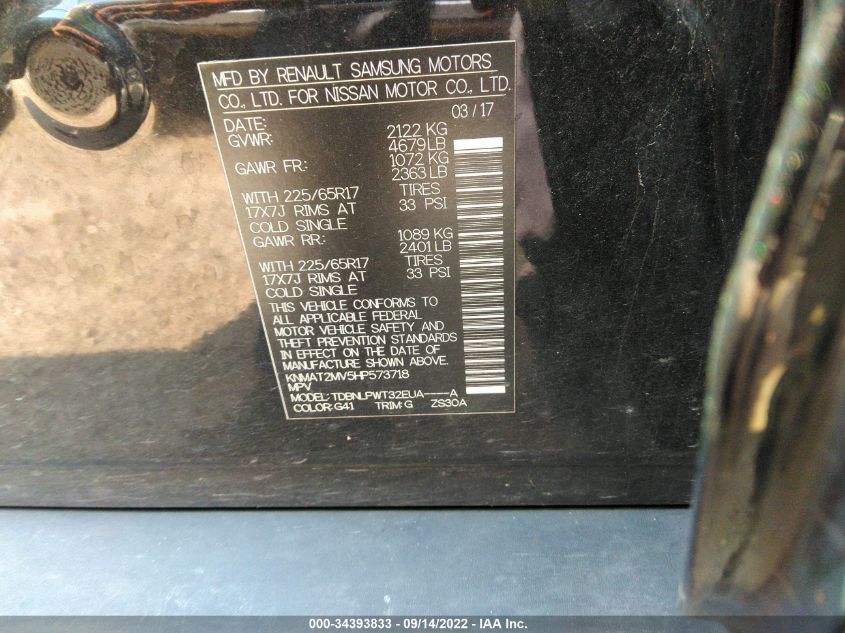 MFD BY RENAULT SAMSUNG MOTORS
CO., LTD. FOR NISSAN MOTOR CO., LTD.
DATE: 03/17
GVWR: 2122 KG
4679 LB
GAWR FR: 1072 KG
2363 LB
WITH 225/65R17 TIRES
17X7J RIMS AT 33 PSI
COLD SINGLE
GAWR RR: 1089 KG
2401 LB
WITH 225/65R17 TIRES
17X7J RIMS AT 33 PSI
COLD SINGLE
THIS VEHICLE CONFORMS TO
ALL APPLICABLE FEDERAL
MOTOR VEHICLE SAFETY AND
THEFT PREVENTION STANDARDS
IN EFFECT ON THE DATE OF
MANUFACTURE SHOWN ABOVE.
KNMAT2MV5HP573718
MPV
MODEL: TDBNLPWT32EUA-----A
COLOR: G41 TRIM: G ZS30A
000-34393833 - 09/14/2022 - IAA Inc.